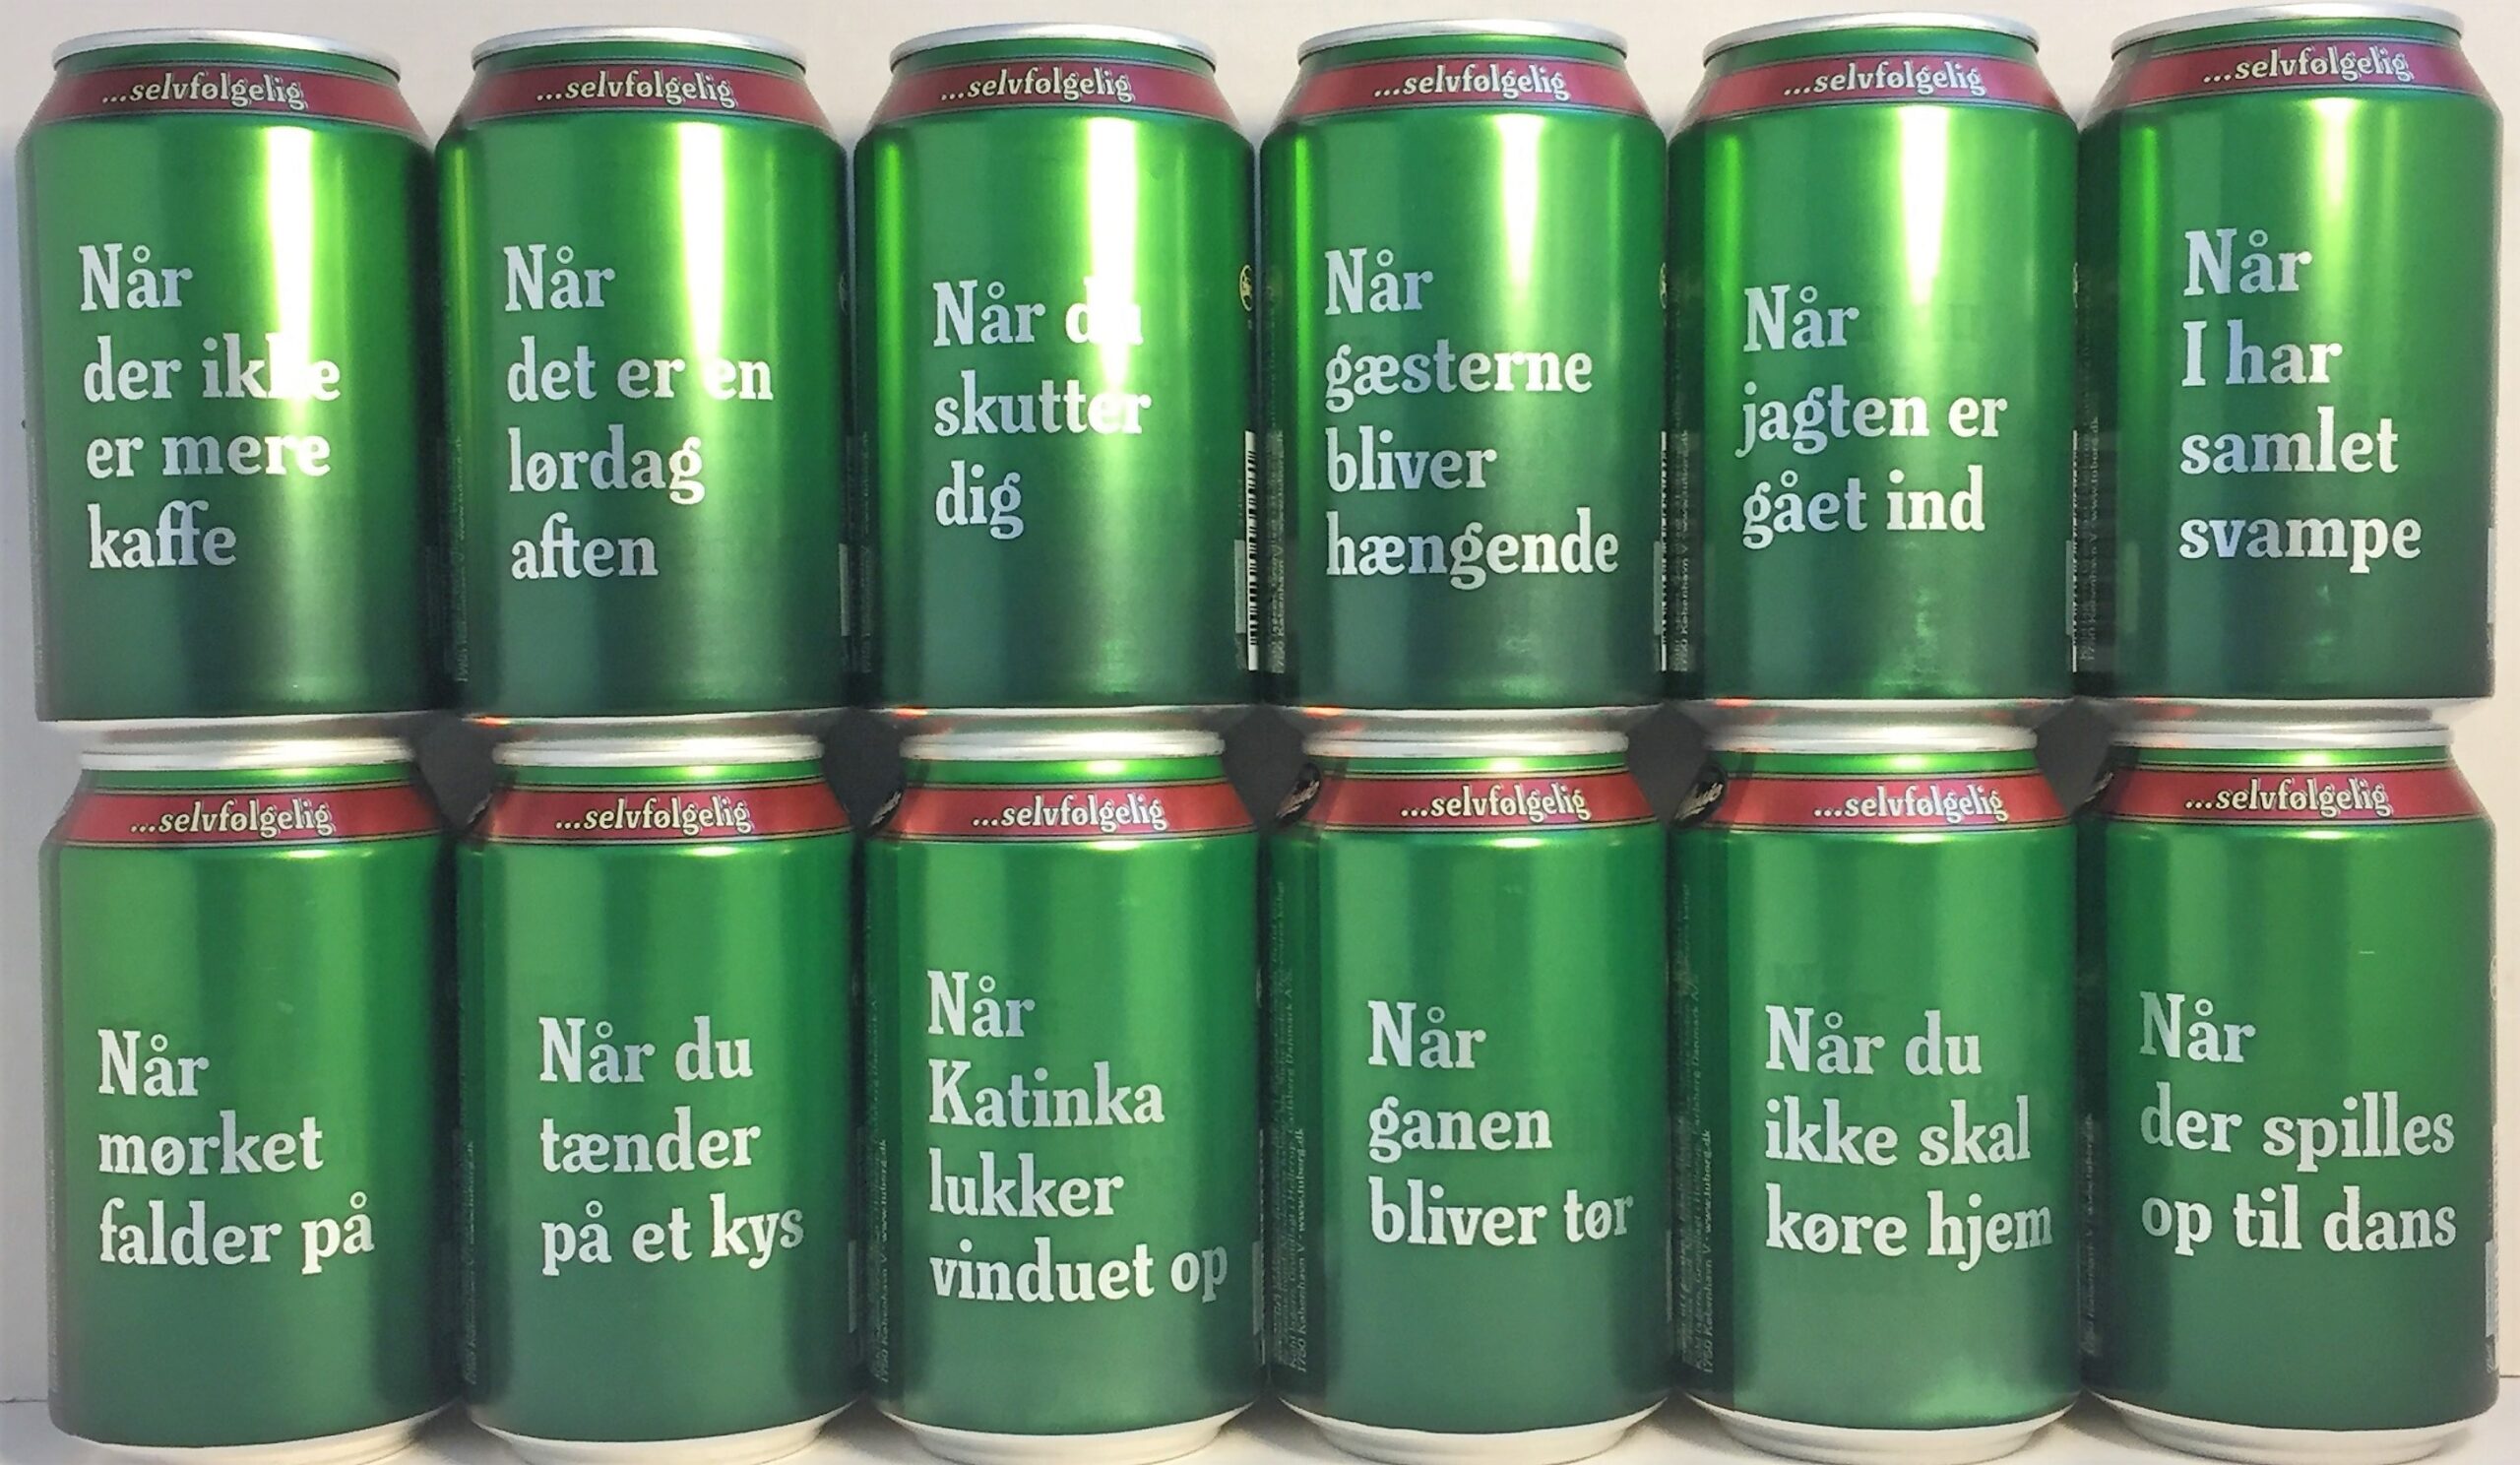 ...selvfølgelig
Når
der ikke
er mere
kaffe
...selvfølgelig
Når
det er en
lørdag
aften
...selvfølgelig
Når du
skutter
dig
...selvfølgelig
Når
gæsterne
bliver
hængende
...selvfølgelig
Når
jagten er
gået ind
...selvfølgelig
Når
I har
samlet
svampe
...selvfølgelig
Når
mørket
falder på
...selvfølgelig
Når du
tænder
på et kys
...selvfølgelig
Når
Katinka
lukker
vinduet op
...selvfølgelig
Når
ganen
bliver tør
...selvfølgelig
Når du
ikke skal
køre hjem
...selvfølgelig
Når
der spilles
op til dans